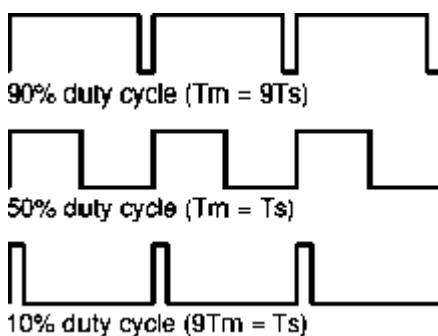 90% duty cycle (Tm = 9Ts)
50% duty cycle (Tm = Ts)
10% duty cycle (9Tm = Ts)